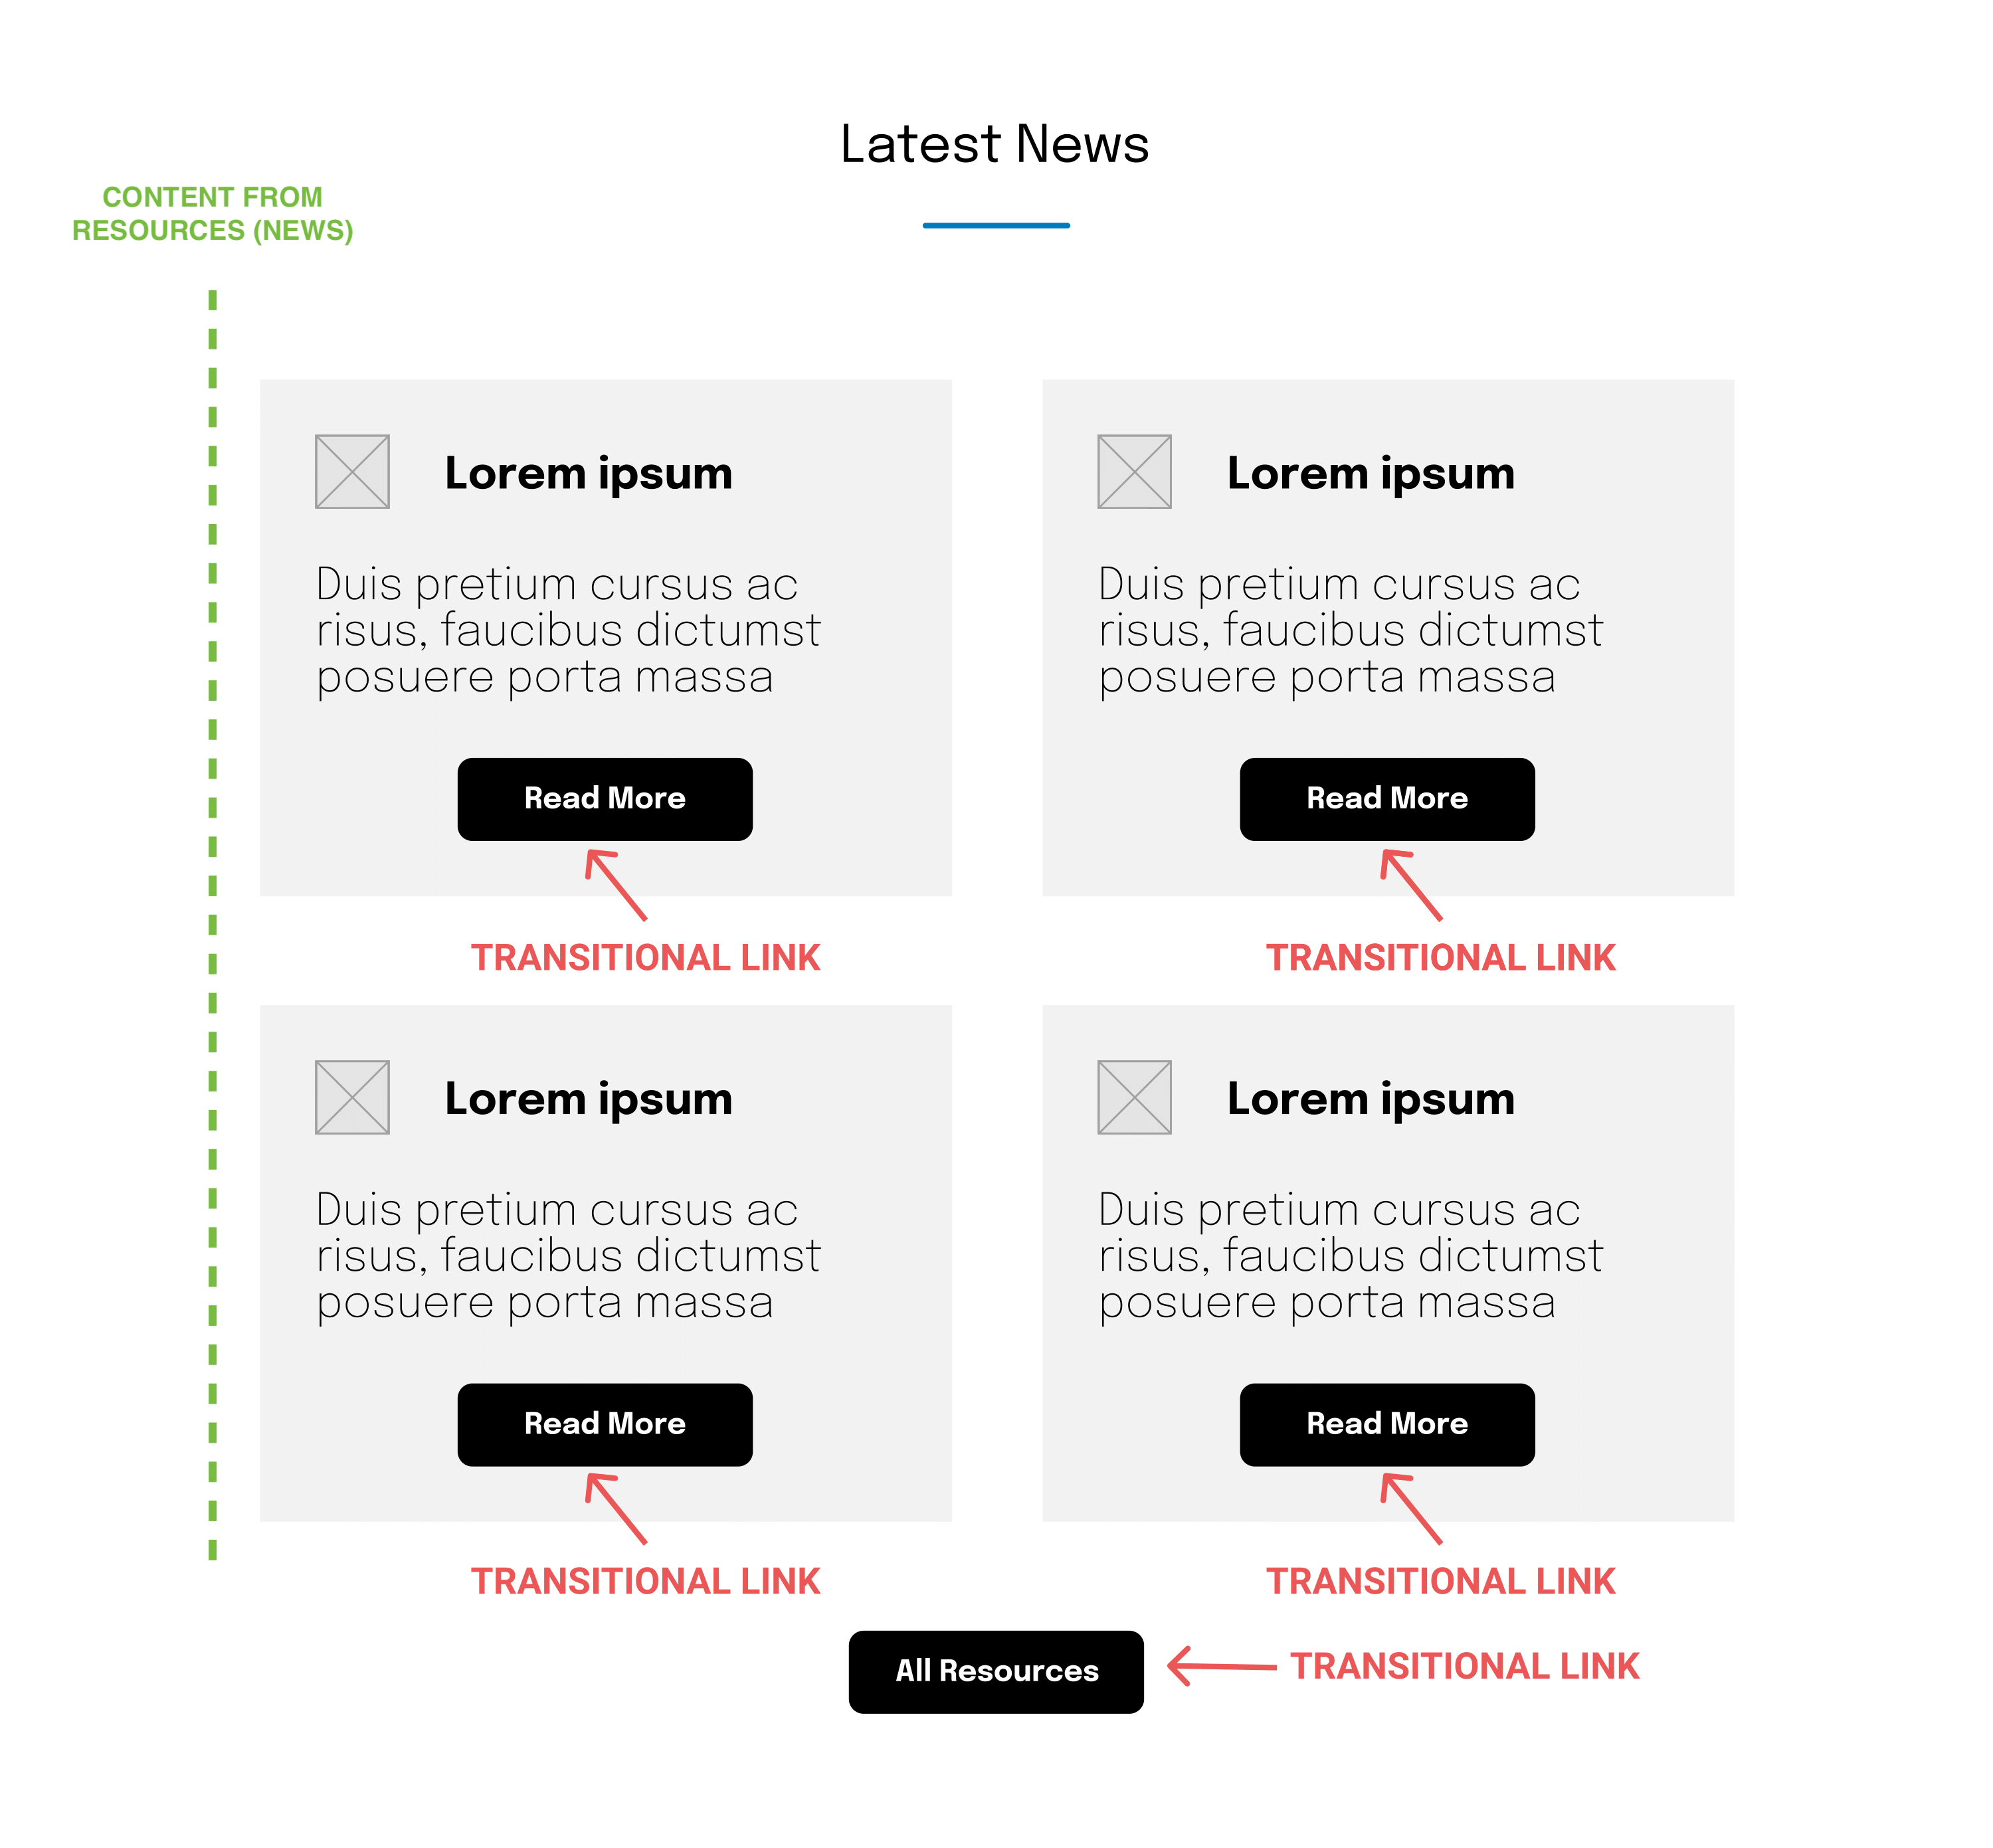 Latest News
CONTENT FROM
RESOURCES (NEWS)
Lorem ipsum
Duis pretium cursus ac
risus, faucibus dictumst
posuere porta massa
Read More
TRANSITIONAL LINK
Lorem ipsum
Duis pretium cursus ac
risus, faucibus dictumst
posuere porta massa
Read More
TRANSITIONAL LINK
Lorem ipsum
Duis pretium cursus ac
risus, faucibus dictumst
posuere porta massa
Read More
TRANSITIONAL LINK
Lorem ipsum
Duis pretium cursus ac
risus, faucibus dictumst
posuere porta massa
Read More
TRANSITIONAL LINK
All Resources
TRANSITIONAL LINK